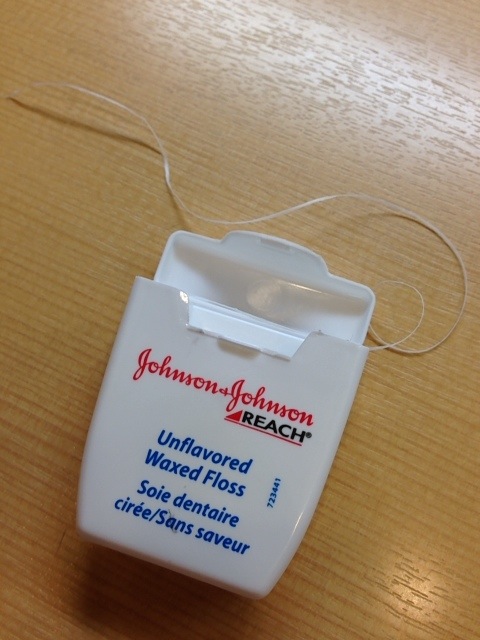 Johnson+Johnson
REACH®
Unflavored
Waxed Floss
Soie dentaire
cirée/Sans saveur
723441